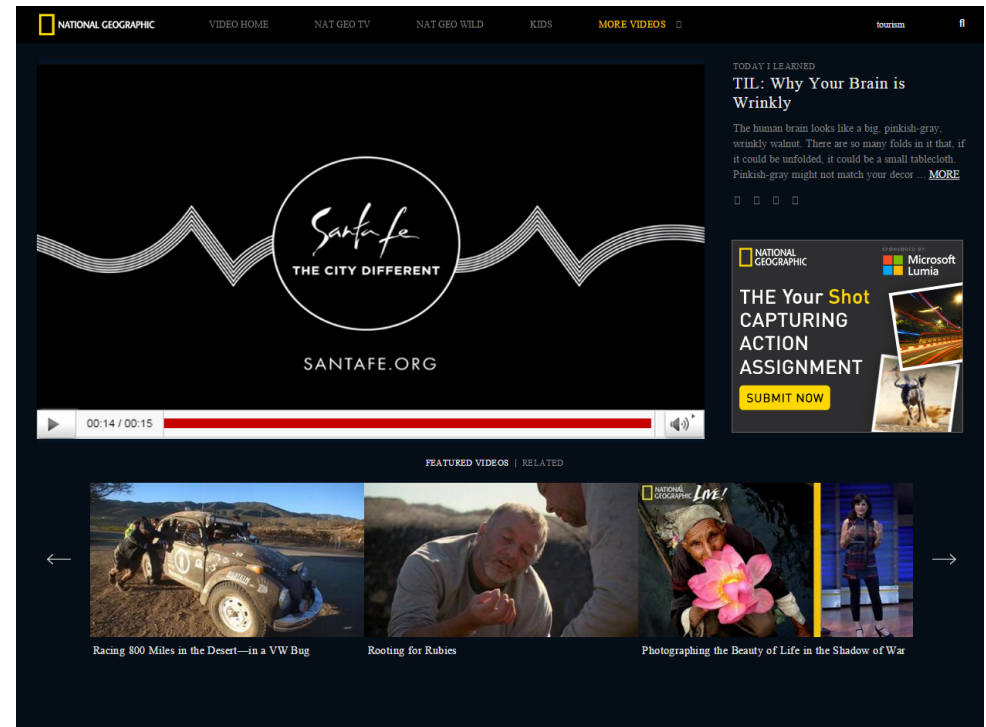 NATIONAL GEOGRAPHIC
VIDEO HOME
NAT GEO TV
NAT GEO WILD
KIDS
MORE VIDEOS
tourism
Santa fe
THE CITY DIFFERENT
SANTAFE.ORG
00:14 / 00:15
TODAY I LEARNED
TIL: Why Your Brain is
Wrinkly
The human brain looks like a big, pinkish-gray,
wrinkly walnut. There are so many folds in it that, if
it could be unfolded, it could be a small tablecloth.
Pinkish-gray might not match your decor ... MORE
NATIONAL
GEOGRAPHIC
SPONSORED BY:
Microsoft
Lumia
THE Your Shot
CAPTURING
ACTION
ASSIGNMENT
SUBMIT NOW
FEATURED VIDEOS | RELATED
NATIONAL
GEOGRAPHIC LIVE!
Racing 800 Miles in the Desert—in a VW Bug
Rooting for Rubies
Photographing the Beauty of Life in the Shadow of War